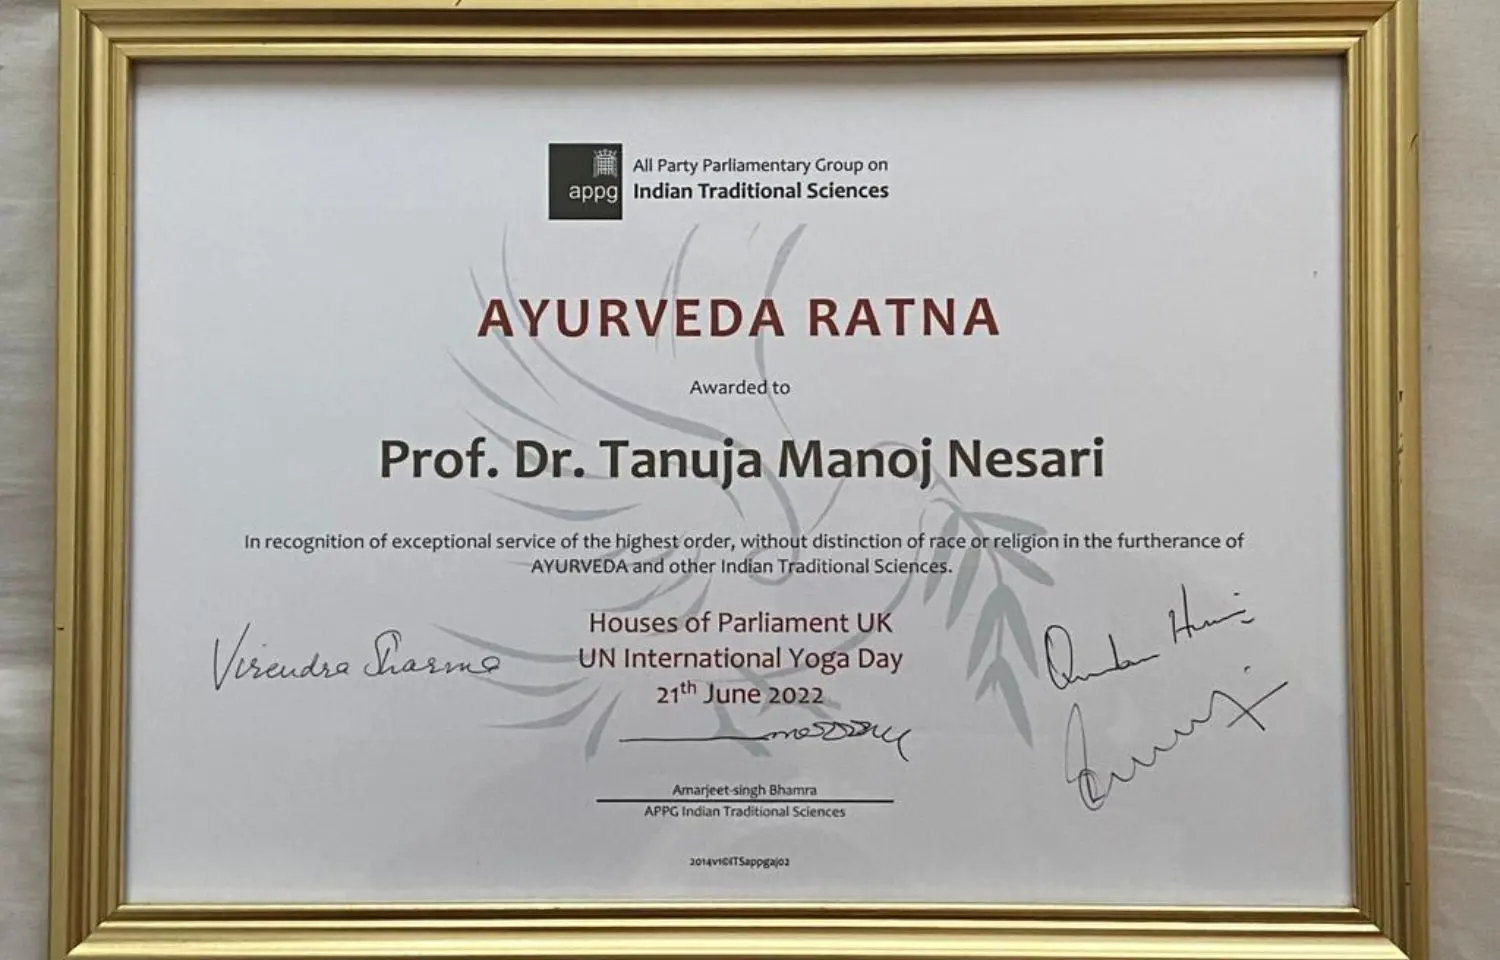 appg
All Party Parliamentary Group on
Indian Traditional Sciences
AYURVEDA RATNA
Awarded to
Prof. Dr. Tanuja Manoj Nesari
In recognition of exceptional service of the highest order, without distinction of race or religion in the furtherance of
AYURVEDA and other Indian Traditional Sciences.
Houses of Parliament UK
UN International Yoga Day
21th June 2022
Virendra Sharma
Amarjeet-singh Bhamra
APPG Indian Traditional Sciences
2014v1©ITSappgaj02